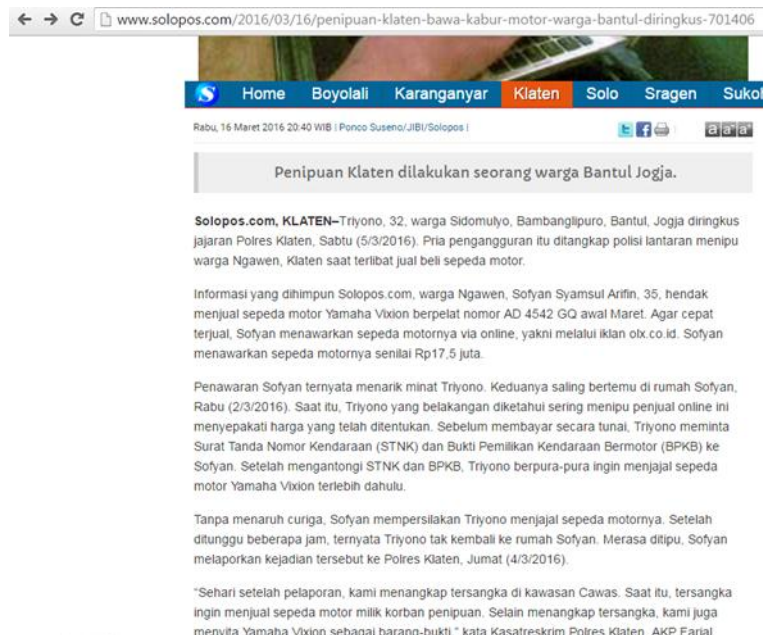 www.solopos.com/2016/03/16/penipuan-klaten-bawa-kabur-motor-warga-bantul-diringkus-701406
Home Boyolali Karanganyar Klaten Solo Sragen Sukoh
Rabu, 16 Maret 2016 20:40 WIB | Ponco Suseno/JIBI/Solopos |
a a- a+
Penipuan Klaten dilakukan seorang warga Bantul Jogja.
Solopos.com, KLATEN–Triyono, 32, warga Sidomulyo, Bambanglipuro, Bantul, Jogja diringkus
jajaran Polres Klaten, Sabtu (5/3/2016). Pria pengangguran itu ditangkap polisi lantaran menipu
warga Ngawen, Klaten saat terlibat jual beli sepeda motor.
Informasi yang dihimpun Solopos.com, warga Ngawen, Sofyan Syamsul Arifin, 35, hendak
menjual sepeda motor Yamaha Vixion berpelat nomor AD 4542 GQ awal Maret. Agar cepat
terjual, Sofyan menawarkan sepeda motornya via online, yakni melalui iklan olx.co.id. Sofyan
menawarkan sepeda motornya senilai Rp17,5 juta.
Penawaran Sofyan ternyata menarik minat Triyono. Keduanya saling bertemu di rumah Sofyan,
Rabu (2/3/2016). Saat itu, Triyono yang belakangan diketahui sering menipu penjual online ini
menyepakati harga yang telah ditentukan. Sebelum membayar secara tunai, Triyono meminta
Surat Tanda Nomor Kendaraan (STNK) dan Bukti Pemilikan Kendaraan Bermotor (BPKB) ke
Sofyan. Setelah mengantongi STNK dan BPKB, Triyono berpura-pura ingin menjajal sepeda
motor Yamaha Vixion terlebih dahulu.
Tanpa menaruh curiga, Sofyan mempersilakan Triyono menjajal sepeda motornya. Setelah
ditunggu beberapa jam, ternyata Triyono tak kembali ke rumah Sofyan. Merasa ditipu, Sofyan
melaporkan kejadian tersebut ke Polres Klaten, Jumat (4/3/2016).
“Sehari setelah pelaporan, kami menangkap tersangka di kawasan Cawas. Saat itu, tersangka
ingin menjual sepeda motor milik korban penipuan. Selain menangkap tersangka, kami juga
menyita Yamaha Vixion sebagai barang-bukti,” kata Kasatreskrim Polres Klaten, AKP Farial